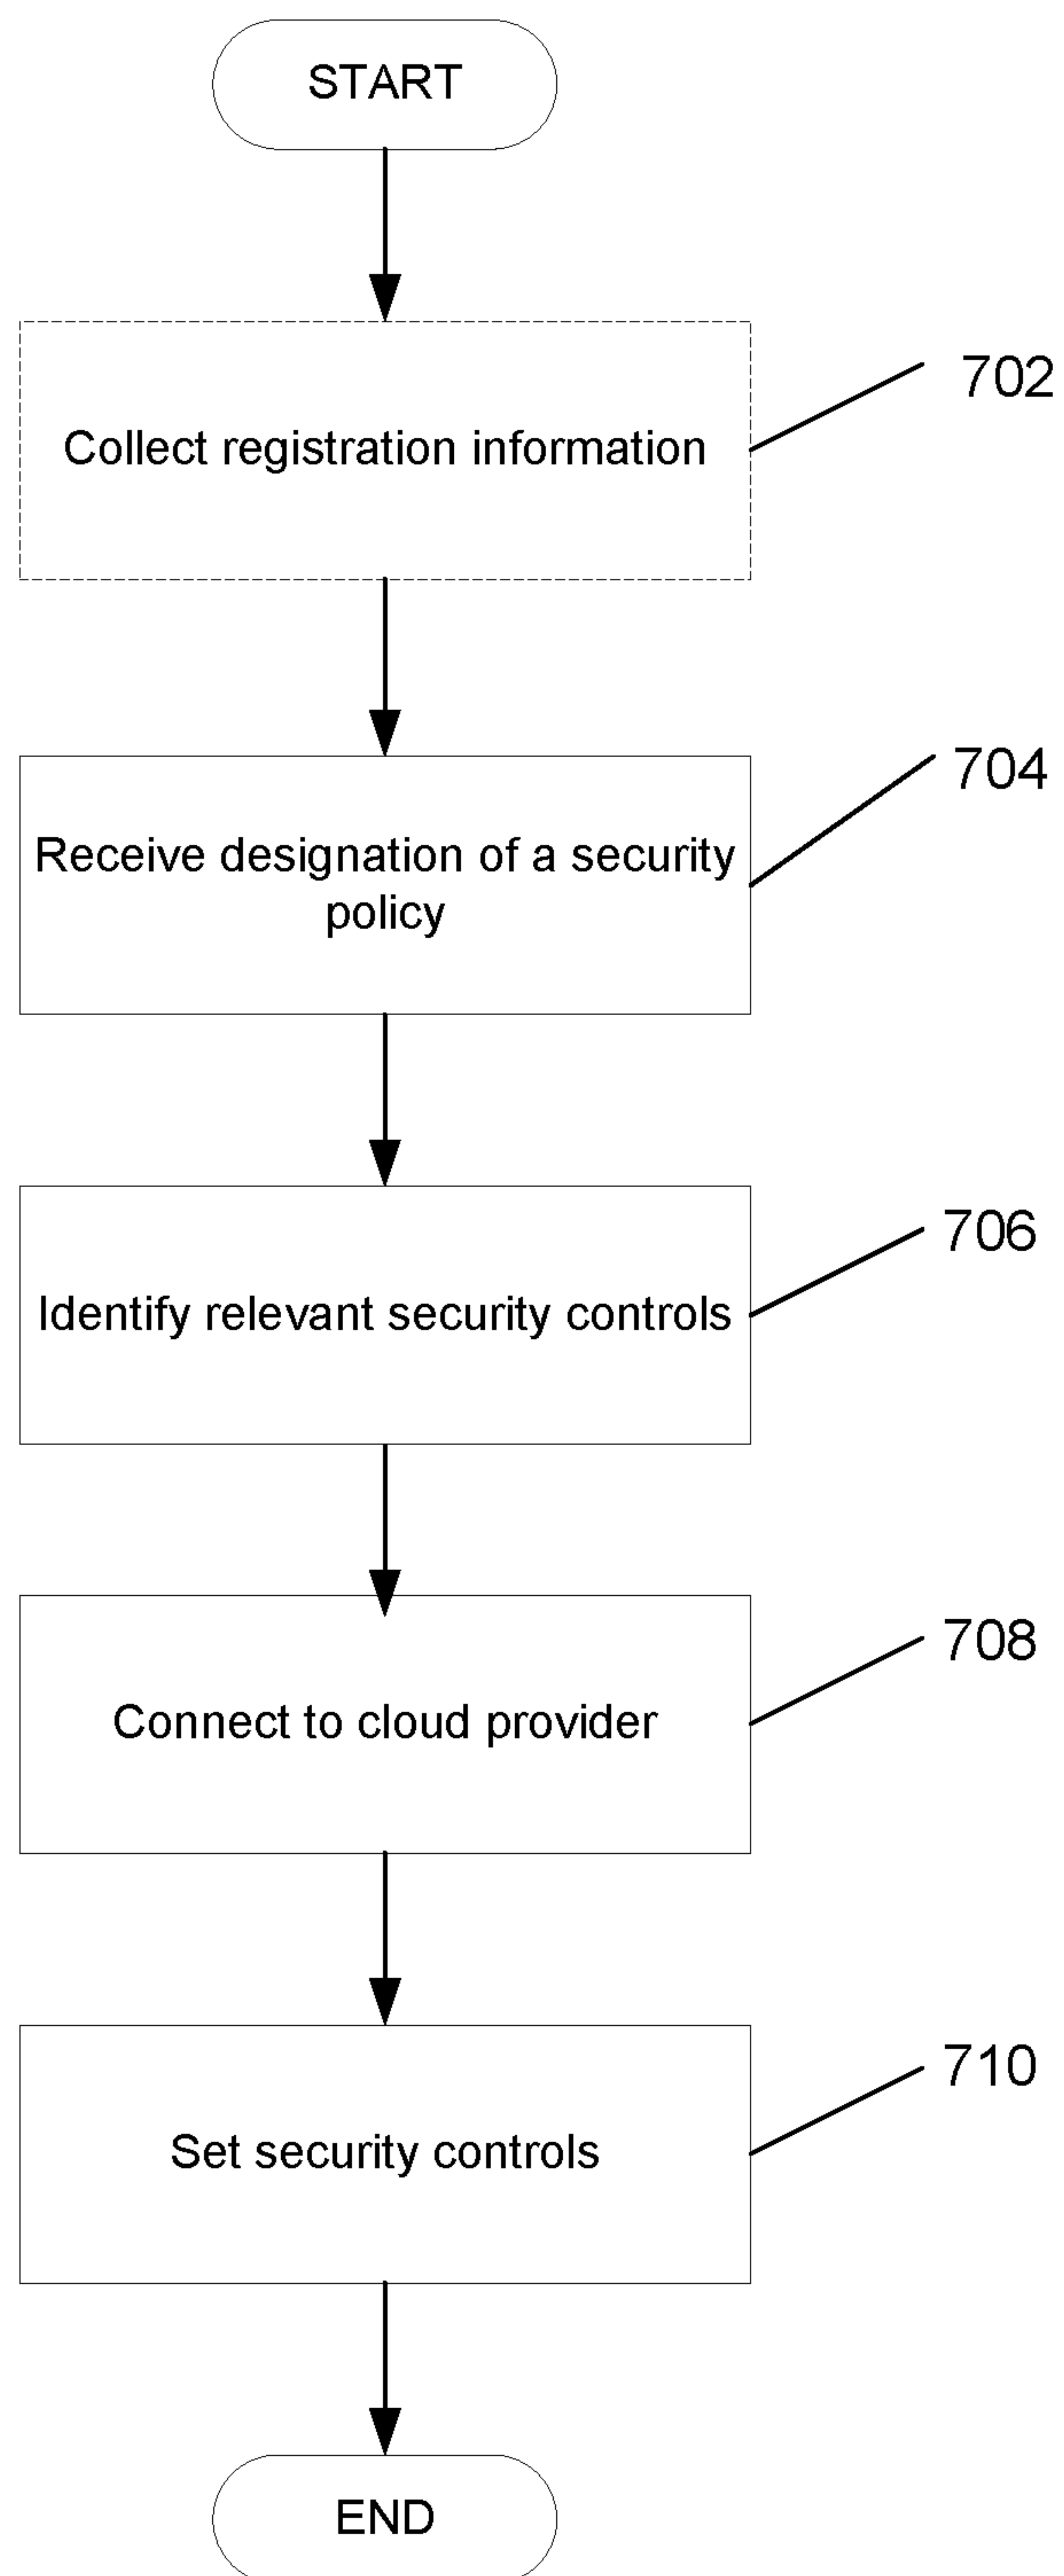 START
Collect registration information
702
Receive designation of a security
policy
704
Identify relevant security controls
706
Connect to cloud provider
708
Set security controls
710
END